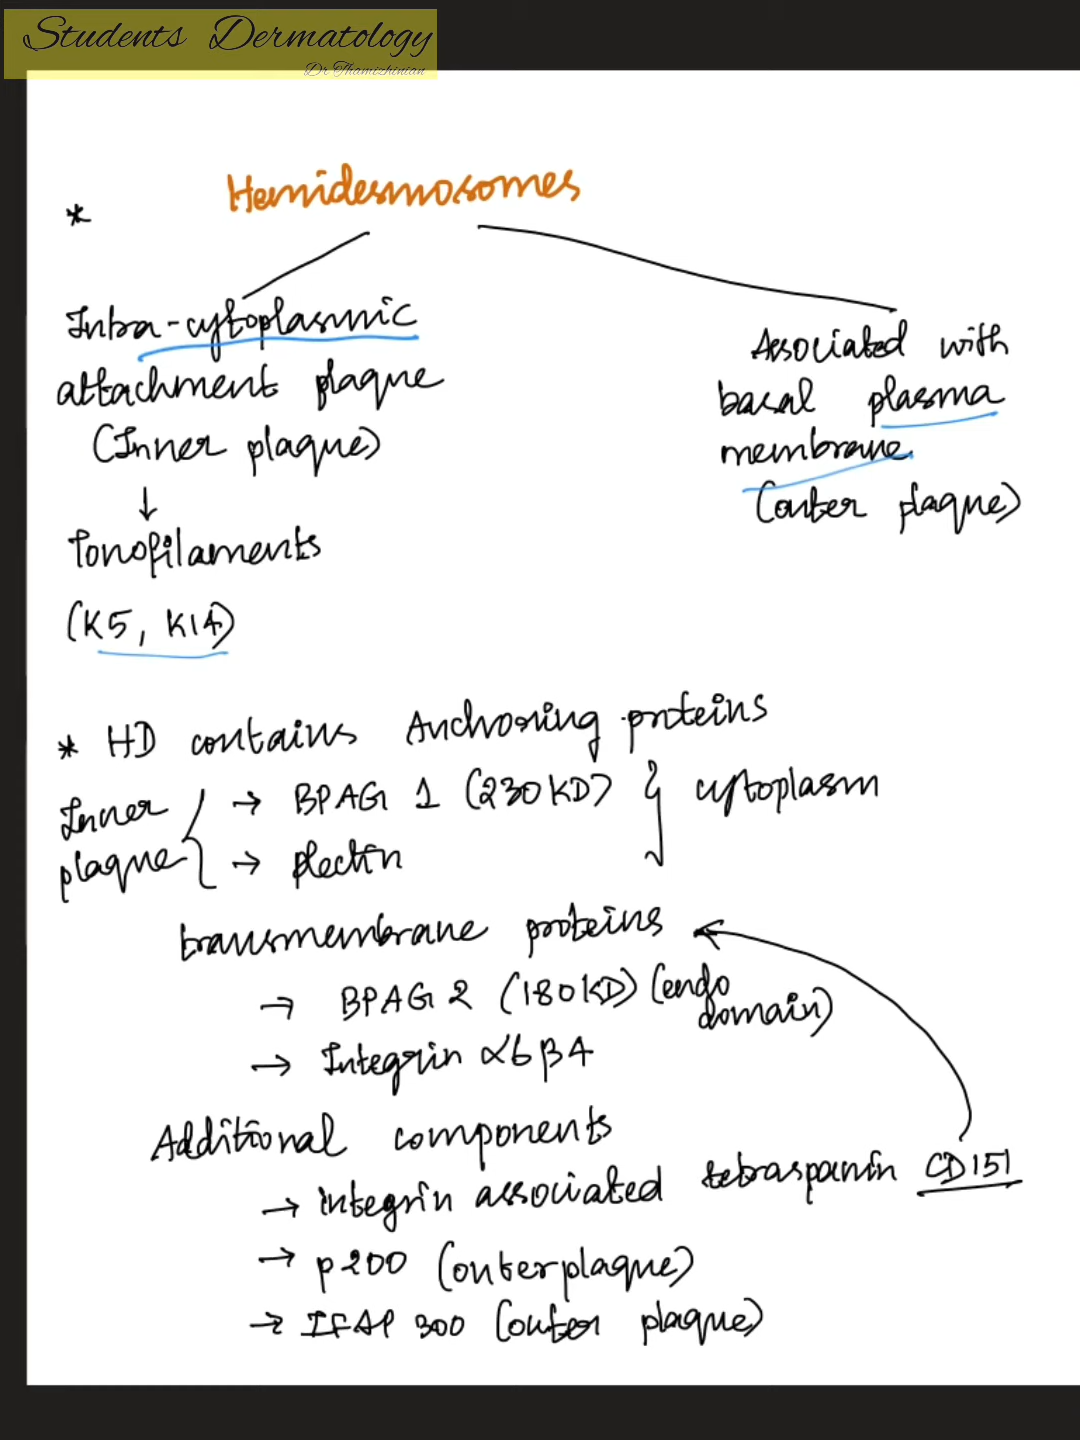 Students Dermatology
Dr Thamizhinian
* Hemidesmosomes
Intra-cytoplasmic
attachment plaque
(Inner plaque)
↓
Tonofilaments
(K5, K14)
Associated with
basal plasma
membrane
(outer plaque)
* HD contains Anchoring proteins
Inner plaque { → BPAG 1 (230KD) } cytoplasm
→ plectin
transmembrane proteins
→ BPAG 2 (180KD) (endo domain)
→ Integrin α6β4
Additional components
→ integrin associated tetraspanin CD151
→ p200 (outerplaque)
→ IFAP 300 (outer plaque)